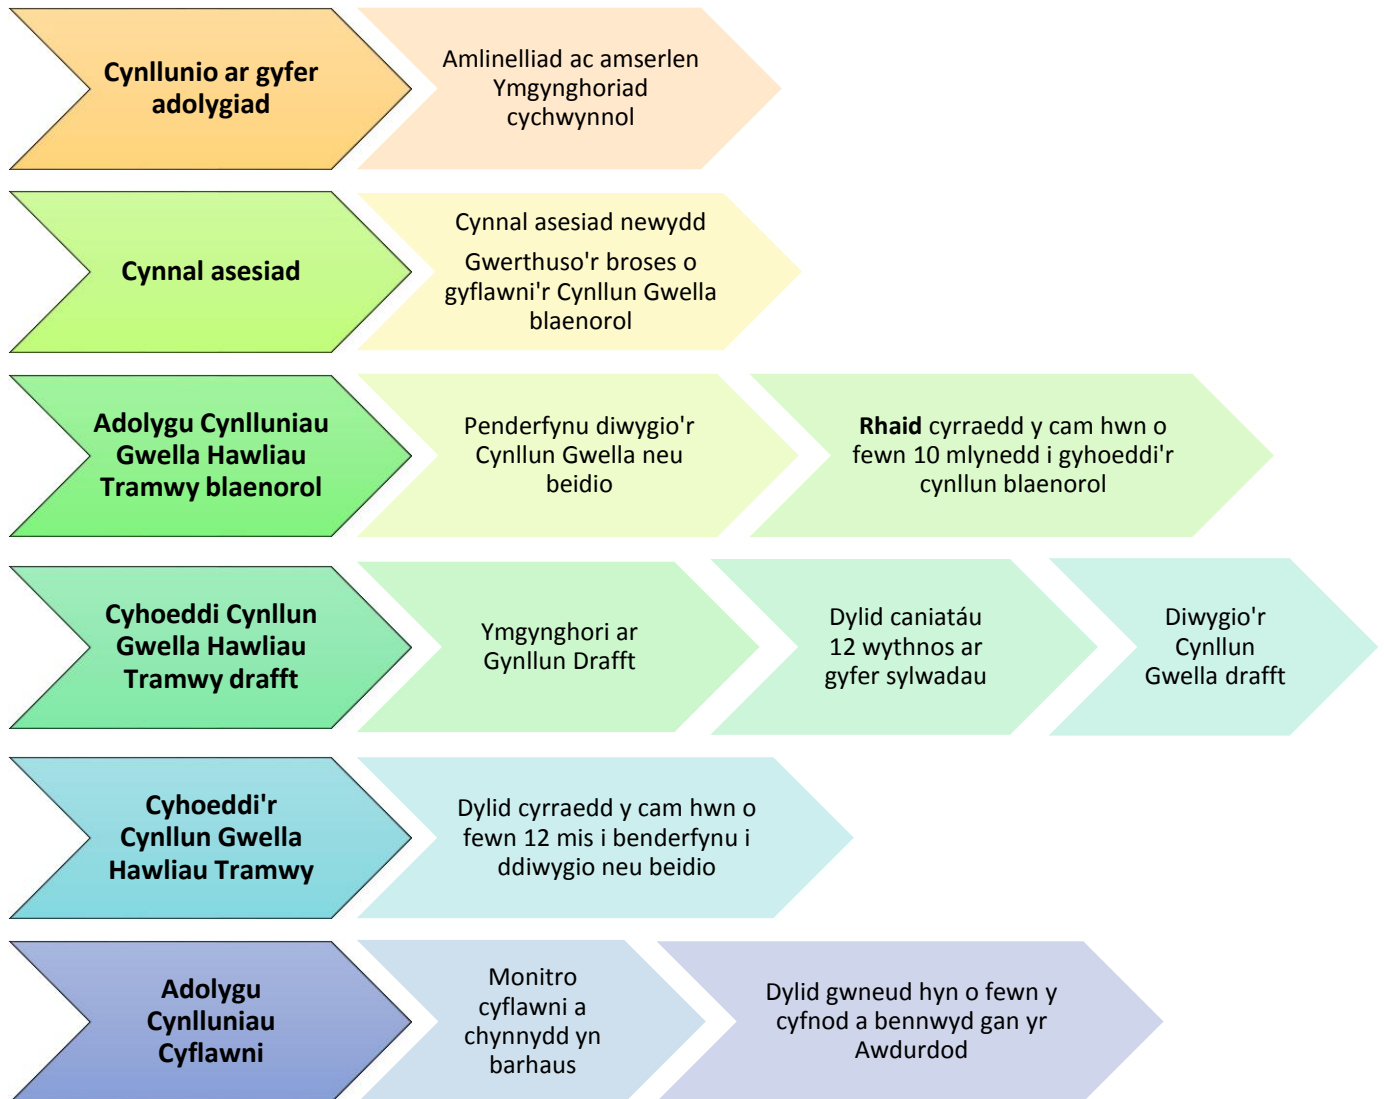 Cynllunio ar gyfer
adolygiad
Amlinelliad ac amserlen
Ymgynghoriad
cychwynnol
Cynnal asesiad
Cynnal asesiad newydd
Gwerthuso'r broses o
gyflawni'r Cynllun Gwella
blaenorol
Adolygu Cynlluniau
Gwella Hawliau
Tramwy blaenorol
Penderfynu diwygio'r
Cynllun Gwella neu
beidio
Rhaid cyrraedd y cam hwn o
fewn 10 mlynedd i gyhoeddi'r
cynllun blaenorol
Cyhoeddi Cynllun
Gwella Hawliau
Tramwy drafft
Ymgynghori ar
Gynllun Drafft
Dylid caniatáu
12 wythnos ar
gyfer sylwadau
Diwygio'r
Cynllun
Gwella drafft
Cyhoeddi'r
Cynllun Gwella
Hawliau Tramwy
Dylid cyrraedd y cam hwn o
fewn 12 mis i benderfynu i
ddiwygio neu beidio
Adolygu
Cynlluniau
Cyflawni
Monitro
cyflawni a
chynnydd yn
barhaus
Dylid gwneud hyn o fewn y
cyfnod a bennwyd gan yr
Awdurdod